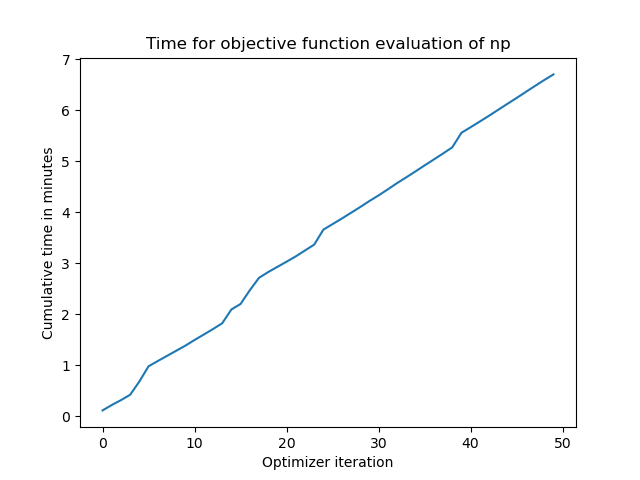 Time for objective function evaluation of np
Cumulative time in minutes
7
6
5
4
3
2
1
0
0 10 20 30 40 50
Optimizer iteration